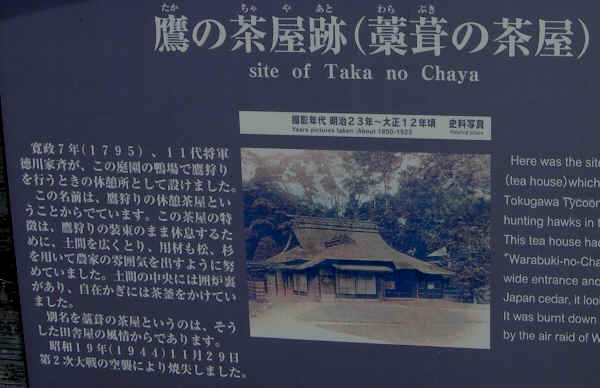 たか ちゃ や あと わら ぶき
鷹の茶屋跡(藁葺の茶屋)
site of Taka no Chaya
撮影年代 明治23年~大正12年頃 史料写真
Years pictures taken :About 1890-1923
寛政7年(1795)、11代将軍
徳川家斉が、この庭園の鴨場で鷹狩り
を行うときの休憩所として設けました。
この名前は、鷹狩りの休憩茶屋とい
うことからでています。この茶屋の特
徴は、鷹狩りの装束のまま休息するた
めに、土間を広くとり、用材も松、杉
を用いて農家の雰囲気を出すように努
めていました。土間の中央には囲炉裏
があり、自在かぎには茶釜をかけてい
ました。
別名を藁葺の茶屋というのは、そう
した田舎屋の風情からであります。
昭和19年(1944)11月29日
第2次大戦の空襲により焼失しました。
Here was the site
(tea house)which
Tokugawa Tycoon
hunting hawks in t
This tea house had
"Warabuki-no-Cha
wide entrance and
Japan cedar, it loo
It was burnt down
by the air raid of W